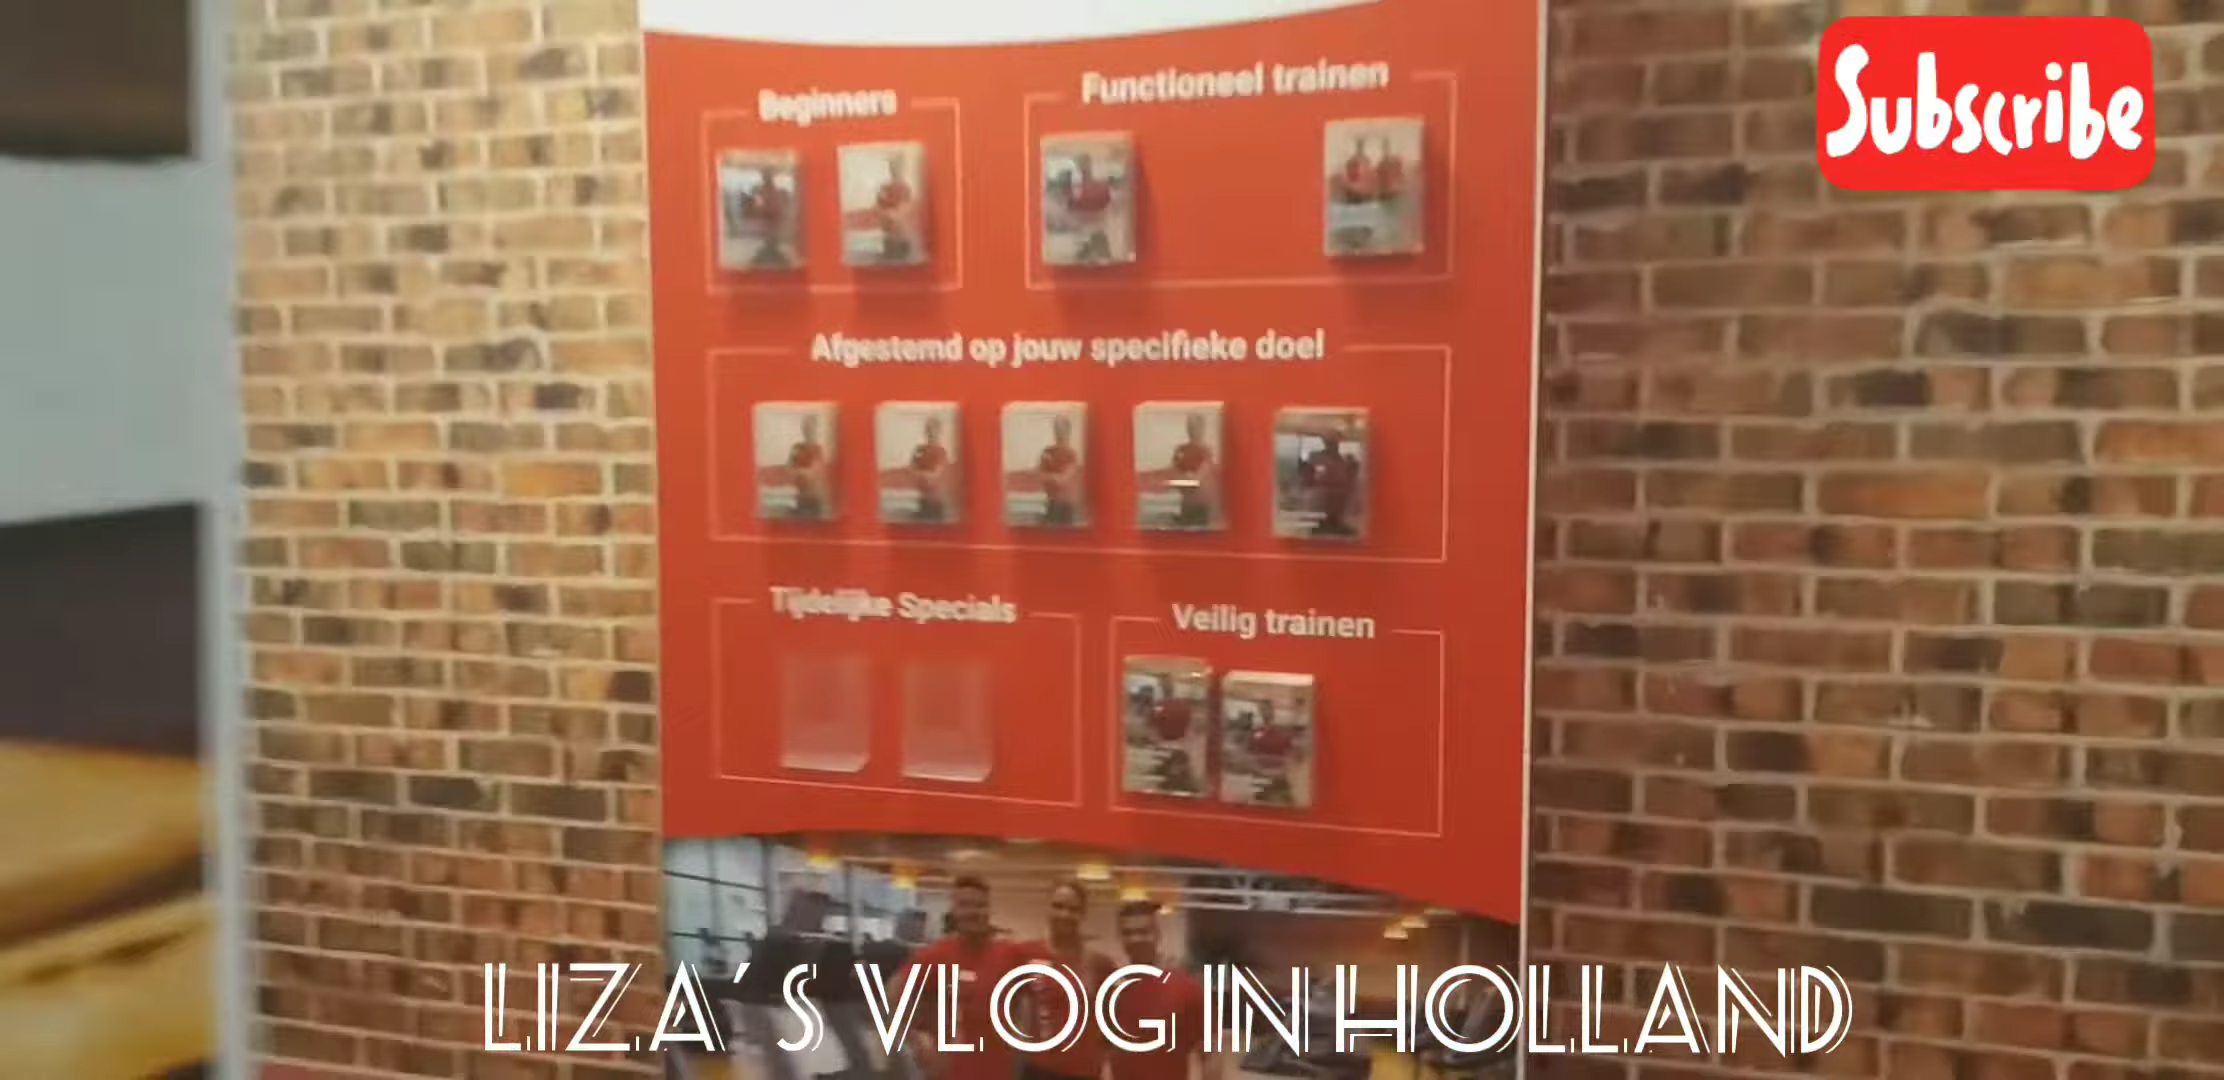 Subscribe
Beginners
Functioneel trainen
Afgestemd op jouw specifieke doel
Tijdelijke Specials
Veilig trainen
LIZA'S VLOG IN HOLLAND